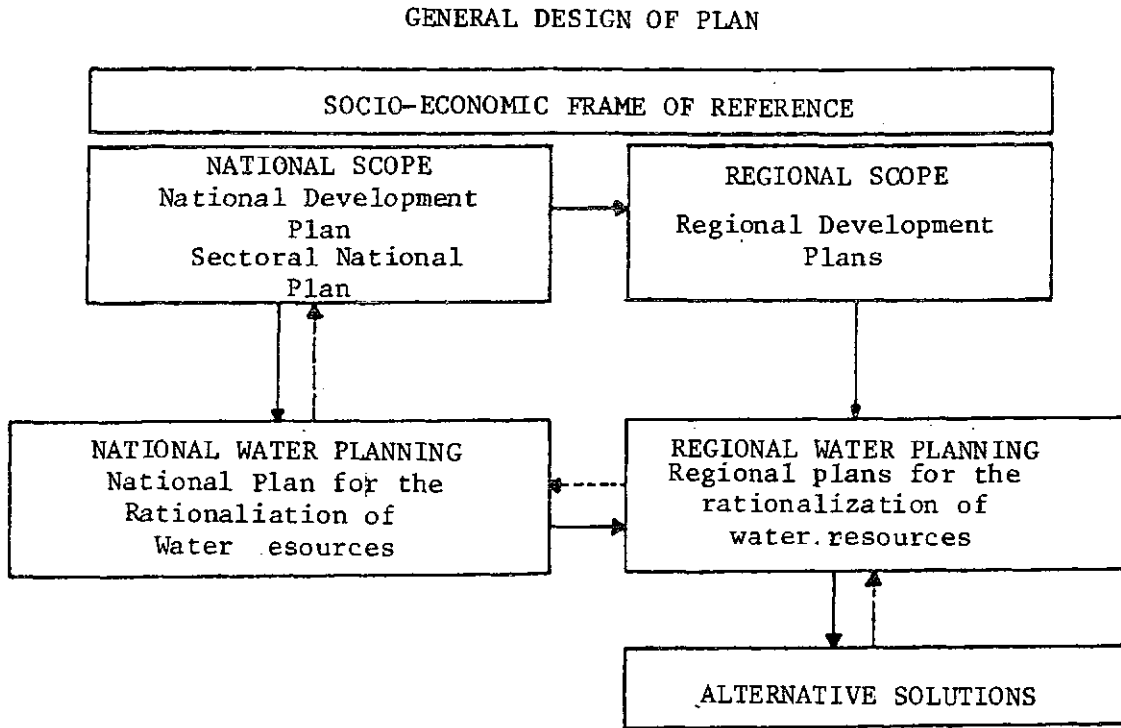 GENERAL DESIGN OF PLAN
SOCIO-ECONOMIC FRAME OF REFERENCE
NATIONAL SCOPE
National Development
Plan
Sectoral National
Plan
REGIONAL SCOPE
Regional Development
Plans
NATIONAL WATER PLANNING
National Plan for the
Rationaliation of
Water esources
REGIONAL WATER PLANNING
Regional plans for the
rationalization of
water resources
ALTERNATIVE SOLUTIONS